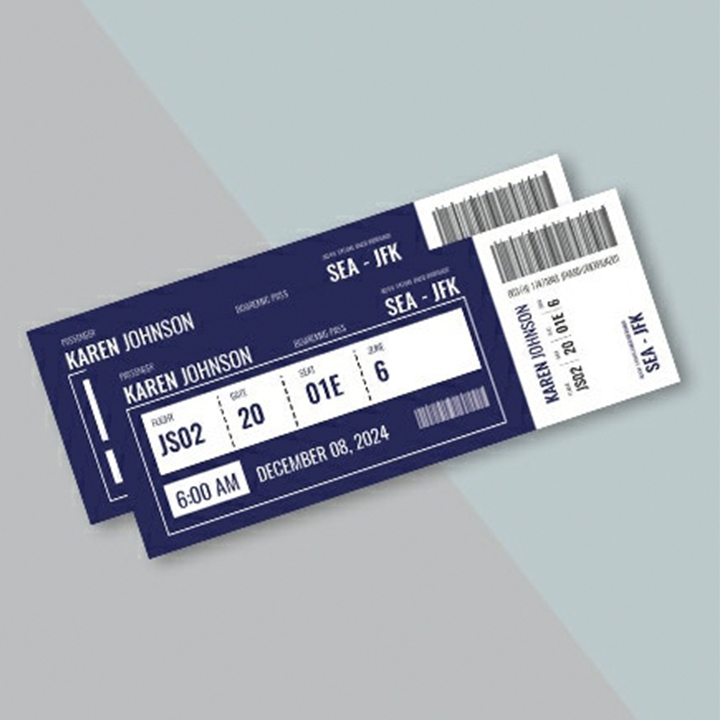 PASSENGER
KAREN JOHNSON
BOARDING PASS
SEA - JFK
PASSENGER
KAREN JOHNSON
BOARDING PASS
SEA - JFK
FLIGHT
JS02
GATE
20
SEAT
01E
6
6:00 AM
DECEMBER 08, 2024
KAREN JOHNSON
JS02 20 01E 6
SEA - JFK